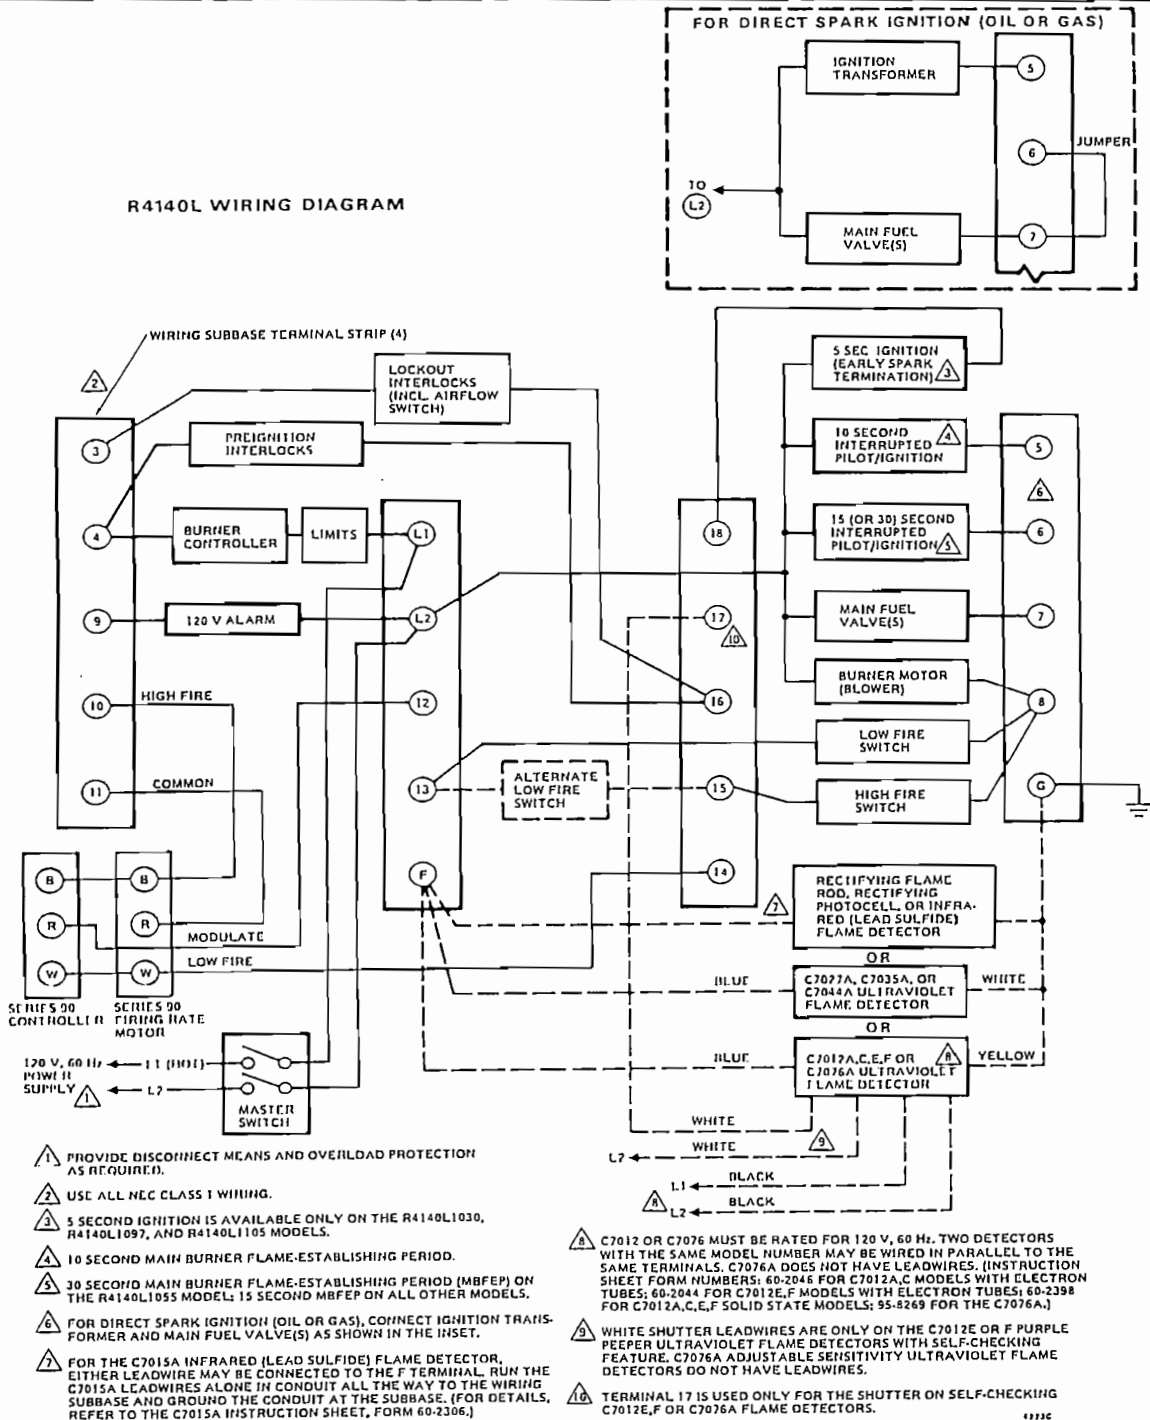 FOR DIRECT SPARK IGNITION (OIL OR GAS)
IGNITION
TRANSFORMER
5
6
JUMPER
TO
L2
MAIN FUEL
VALVE(S)
7
R4140L WIRING DIAGRAM
WIRING SUBBASE TERMINAL STRIP (4)
2
LOCKOUT
INTERLOCKS
(INCL. AIRFLOW
SWITCH)
5 SEC IGNITION
(EARLY SPARK
TERMINATION)
3
3
PREIGNITION
INTERLOCKS
10 SECOND
INTERRUPTED
PILOT/IGNITION
4
5
6
4
BURNER
CONTROLLER
LIMITS
L1
18
15 (OR 30) SECOND
INTERRUPTED
PILOT/IGNITION
5
6
9
120 V ALARM
L2
17
10
MAIN FUEL
VALVE(S)
7
10
HIGH FIRE
12
16
BURNER MOTOR
(BLOWER)
8
LOW FIRE
SWITCH
11
COMMON
13
ALTERNATE
LOW FIRE
SWITCH
15
HIGH FIRE
SWITCH
G
B
B
F
14
R
R
MODULATE
W
W
LOW FIRE
SERIES 90
CONTROLLER
SERIES 90
FIRING RATE
MOTOR
7
RECTIFYING FLAME
ROD, RECTIFYING
PHOTOCELL, OR INFRA-
RED (LEAD SULFIDE)
FLAME DETECTOR
OR
BLUE
C7027A, C7035A, OR
C7044A ULTRAVIOLET
FLAME DETECTOR
WHITE
OR
BLUE
C7012A,C,E,F OR
C7076A ULTRAVIOLET
FLAME DETECTOR
8
YELLOW
120 V, 60 Hz
POWER
SUPPLY
1
L1 (HOT)
L2
MASTER
SWITCH
WHITE
9
L2
WHITE
L1
BLACK
8
L2
BLACK
1 PROVIDE DISCONNECT MEANS AND OVERLOAD PROTECTION
AS REQUIRED.
2 USE ALL NEC CLASS 1 WIRING.
3 5 SECOND IGNITION IS AVAILABLE ONLY ON THE R4140L1030,
R4140L1097, AND R4140L1105 MODELS.
4 10 SECOND MAIN BURNER FLAME-ESTABLISHING PERIOD.
5 30 SECOND MAIN BURNER FLAME-ESTABLISHING PERIOD (MBFEP) ON
THE R4140L1055 MODEL; 15 SECOND MBFEP ON ALL OTHER MODELS.
6 FOR DIRECT SPARK IGNITION (OIL OR GAS), CONNECT IGNITION TRANS-
FORMER AND MAIN FUEL VALVE(S) AS SHOWN IN THE INSET.
7 FOR THE C7015A INFRARED (LEAD SULFIDE) FLAME DETECTOR,
EITHER LEADWIRE MAY BE CONNECTED TO THE F TERMINAL. RUN THE
C7015A LEADWIRES ALONE IN CONDUIT ALL THE WAY TO THE WIRING
SUBBASE AND GROUND THE CONDUIT AT THE SUBBASE. (FOR DETAILS,
REFER TO THE C7015A INSTRUCTION SHEET, FORM 60-2306.)
8 C7012 OR C7076 MUST BE RATED FOR 120 V, 60 Hz. TWO DETECTORS
WITH THE SAME MODEL NUMBER MAY BE WIRED IN PARALLEL TO THE
SAME TERMINALS. C7076A DOES NOT HAVE LEADWIRES. (INSTRUCTION
SHEET FORM NUMBERS: 60-2046 FOR C7012A,C MODELS WITH ELECTRON
TUBES; 60-2044 FOR C7012E,F MODELS WITH ELECTRON TUBES; 60-2398
FOR C7012A,C,E,F SOLID STATE MODELS; 95-8269 FOR THE C7076A.)
9 WHITE SHUTTER LEADWIRES ARE ONLY ON THE C7012E OR F PURPLE
PEEPER ULTRAVIOLET FLAME DETECTORS WITH SELF-CHECKING
FEATURE. C7076A ADJUSTABLE SENSITIVITY ULTRAVIOLET FLAME
DETECTORS DO NOT HAVE LEADWIRES.
10 TERMINAL 17 IS USED ONLY FOR THE SHUTTER ON SELF-CHECKING
C7012E,F OR C7076A FLAME DETECTORS.